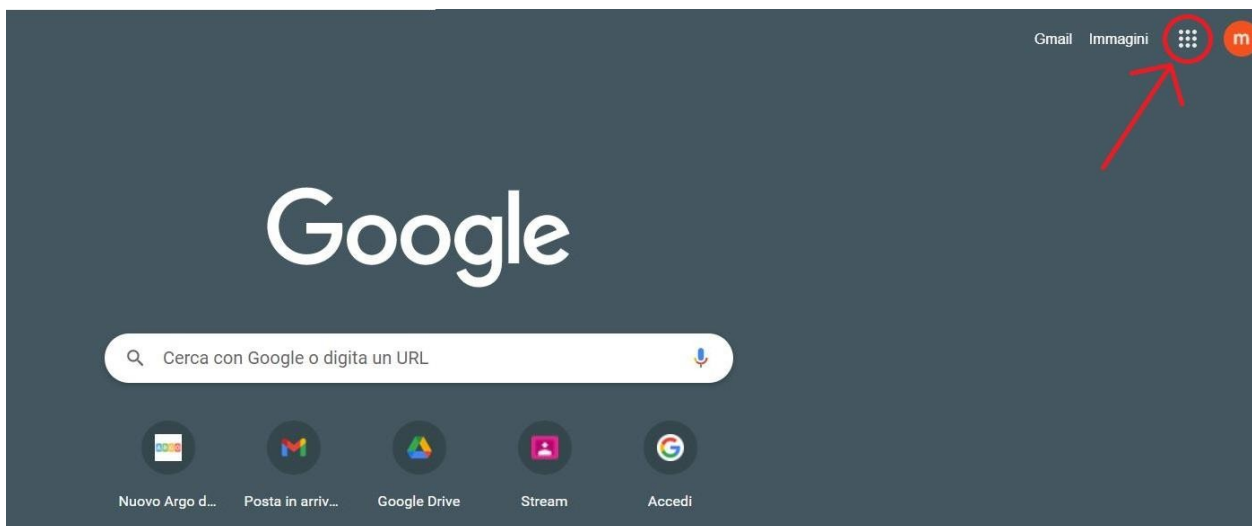 Gmail Immagini m
Google
Cerca con Google o digita un URL
Nuovo Argo d... Posta in arriv... Google Drive Stream Accedi